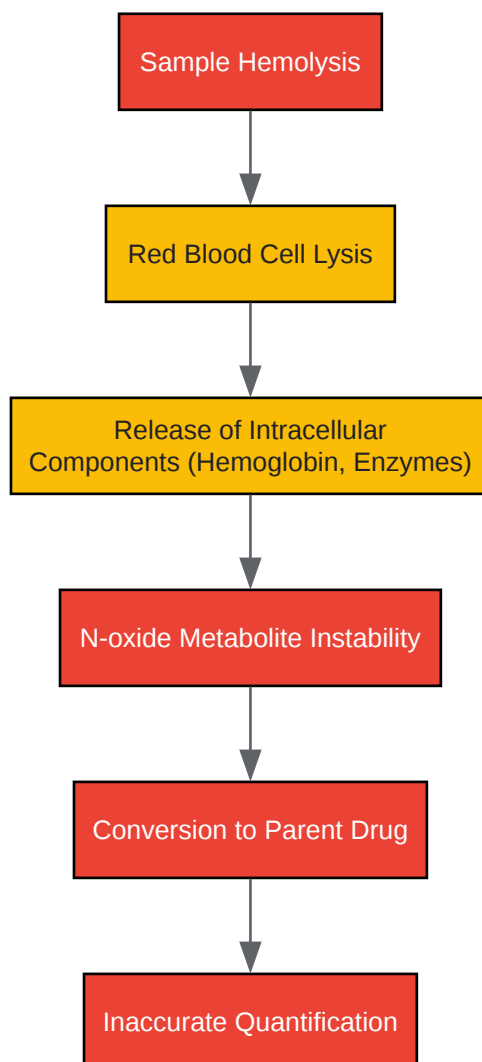 Sample Hemolysis
Red Blood Cell Lysis
Release of Intracellular
Components (Hemoglobin, Enzymes)
N-oxide Metabolite Instability
Conversion to Parent Drug
Inaccurate Quantification